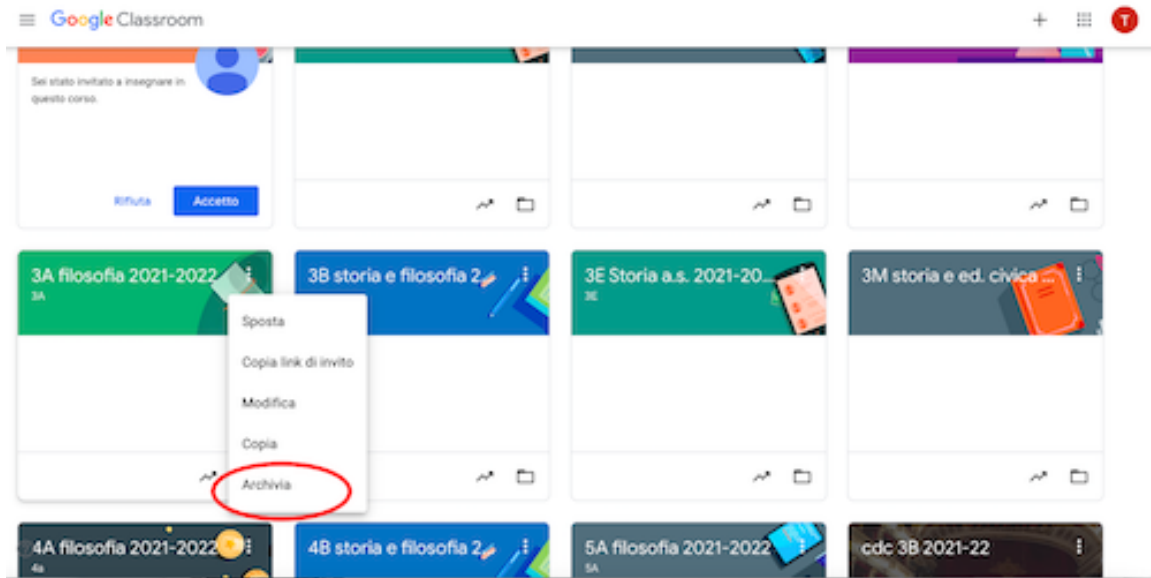 Google Classroom
T
Sei stato invitato a insegnare in
questo corso.
Rifiuta
Accetto
3A filosofia 2021-2022
3A
3B storia e filosofia 2
3E Storia a.s. 2021-20...
3E
3M storia e ed. civica ...
Sposta
Copia link di invito
Modifica
Copia
Archivia
4A filosofia 2021-2022
4a
4B storia e filosofia 2
5A filosofia 2021-2022
5A
cdc 3B 2021-22